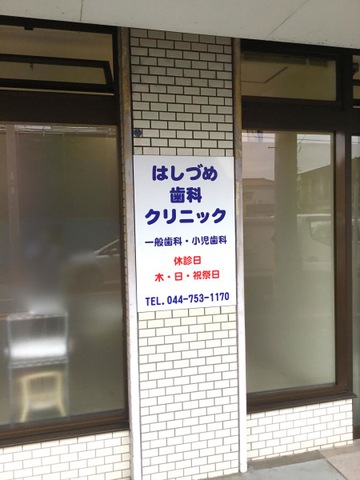 はしづめ
歯科
クリニック
一般歯科・小児歯科
休診日
木・日・祝祭日
TEL.044-753-1170